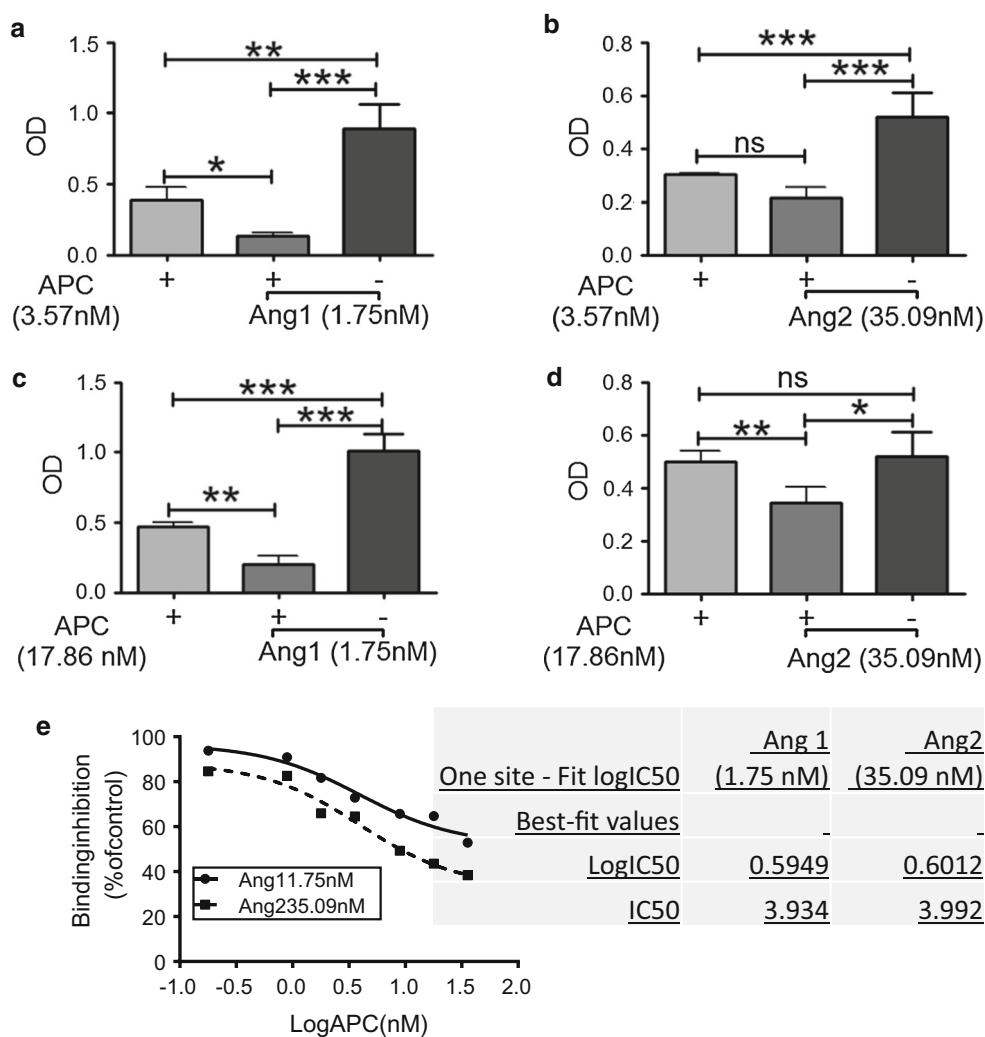 a
1.5
1.0
0.5
0.0
OD
**
***
*
+ + -
APC
(3.57nM)
Ang1 (1.75nM)
b
0.8
0.6
0.4
0.2
0.0
OD
***
***
ns
+ + -
APC
(3.57nM)
Ang2 (35.09nM)
c
1.5
1.0
0.5
0.0
OD
***
***
**
+ + -
APC
(17.86 nM)
Ang1 (1.75nM)
d
0.8
0.6
0.4
0.2
0.0
OD
ns
*
**
+ + -
APC
(17.86nM)
Ang2 (35.09nM)
e
Bindinginhibition
(%ofcontrol)
100
80
60
40
20
0
Ang11.75nM
Ang235.09nM
-1.0 -0.5 0.0 0.5 1.0 1.5 2.0
LogAPC(nM)
Ang 1 Ang2
One site - Fit logIC50 (1.75 nM) (35.09 nM)
Best-fit values
LogIC50 0.5949 0.6012
IC50 3.934 3.992